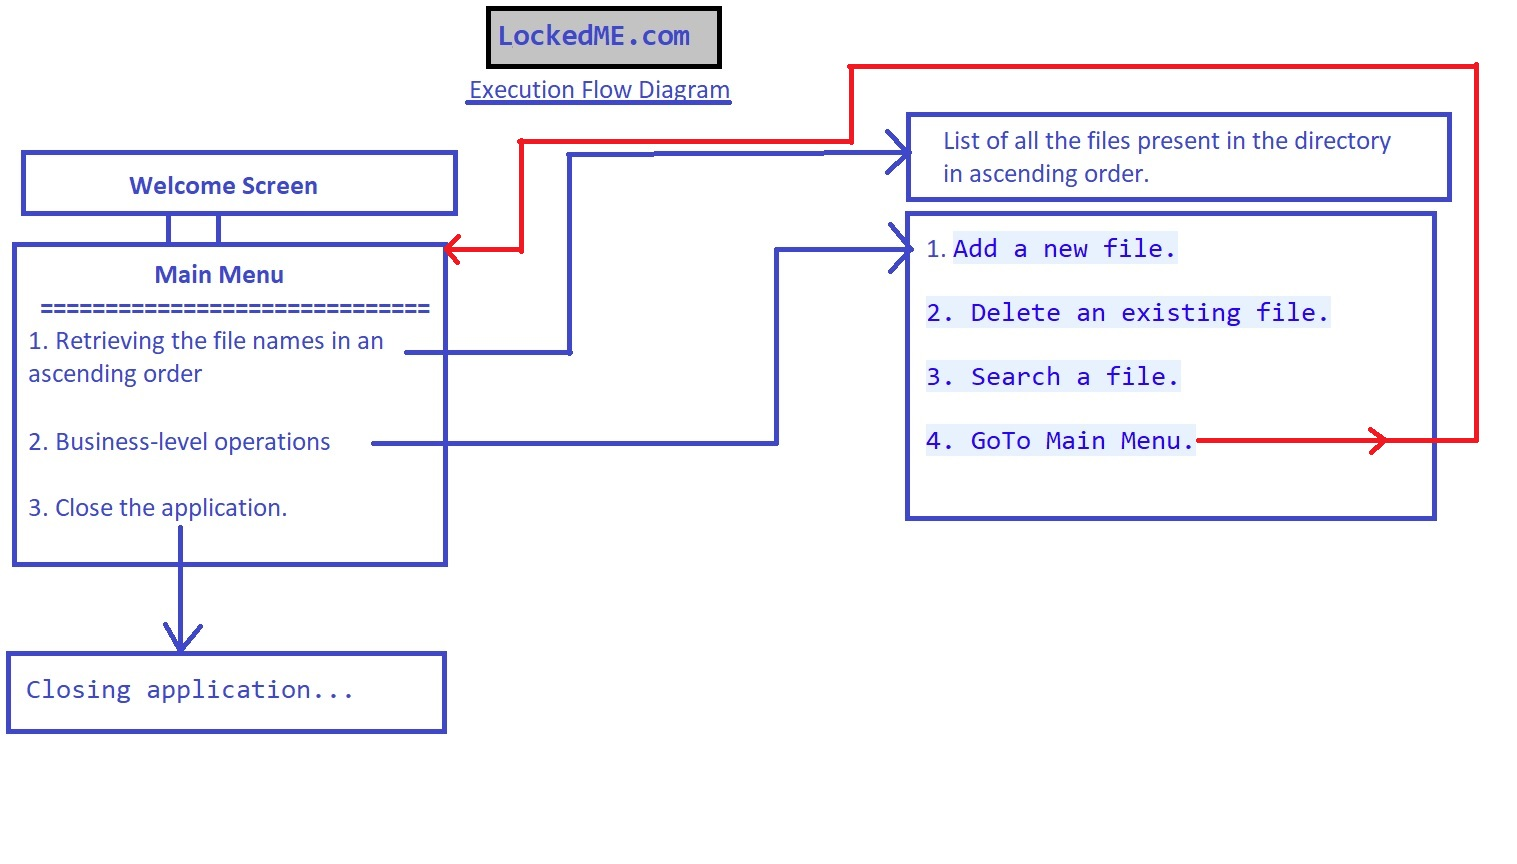 LockedME.com
Execution Flow Diagram
Welcome Screen
Main Menu
==============================
1. Retrieving the file names in an
ascending order
2. Business-level operations
3. Close the application.
Closing application...
List of all the files present in the directory
in ascending order.
1. Add a new file.
2. Delete an existing file.
3. Search a file.
4. GoTo Main Menu.